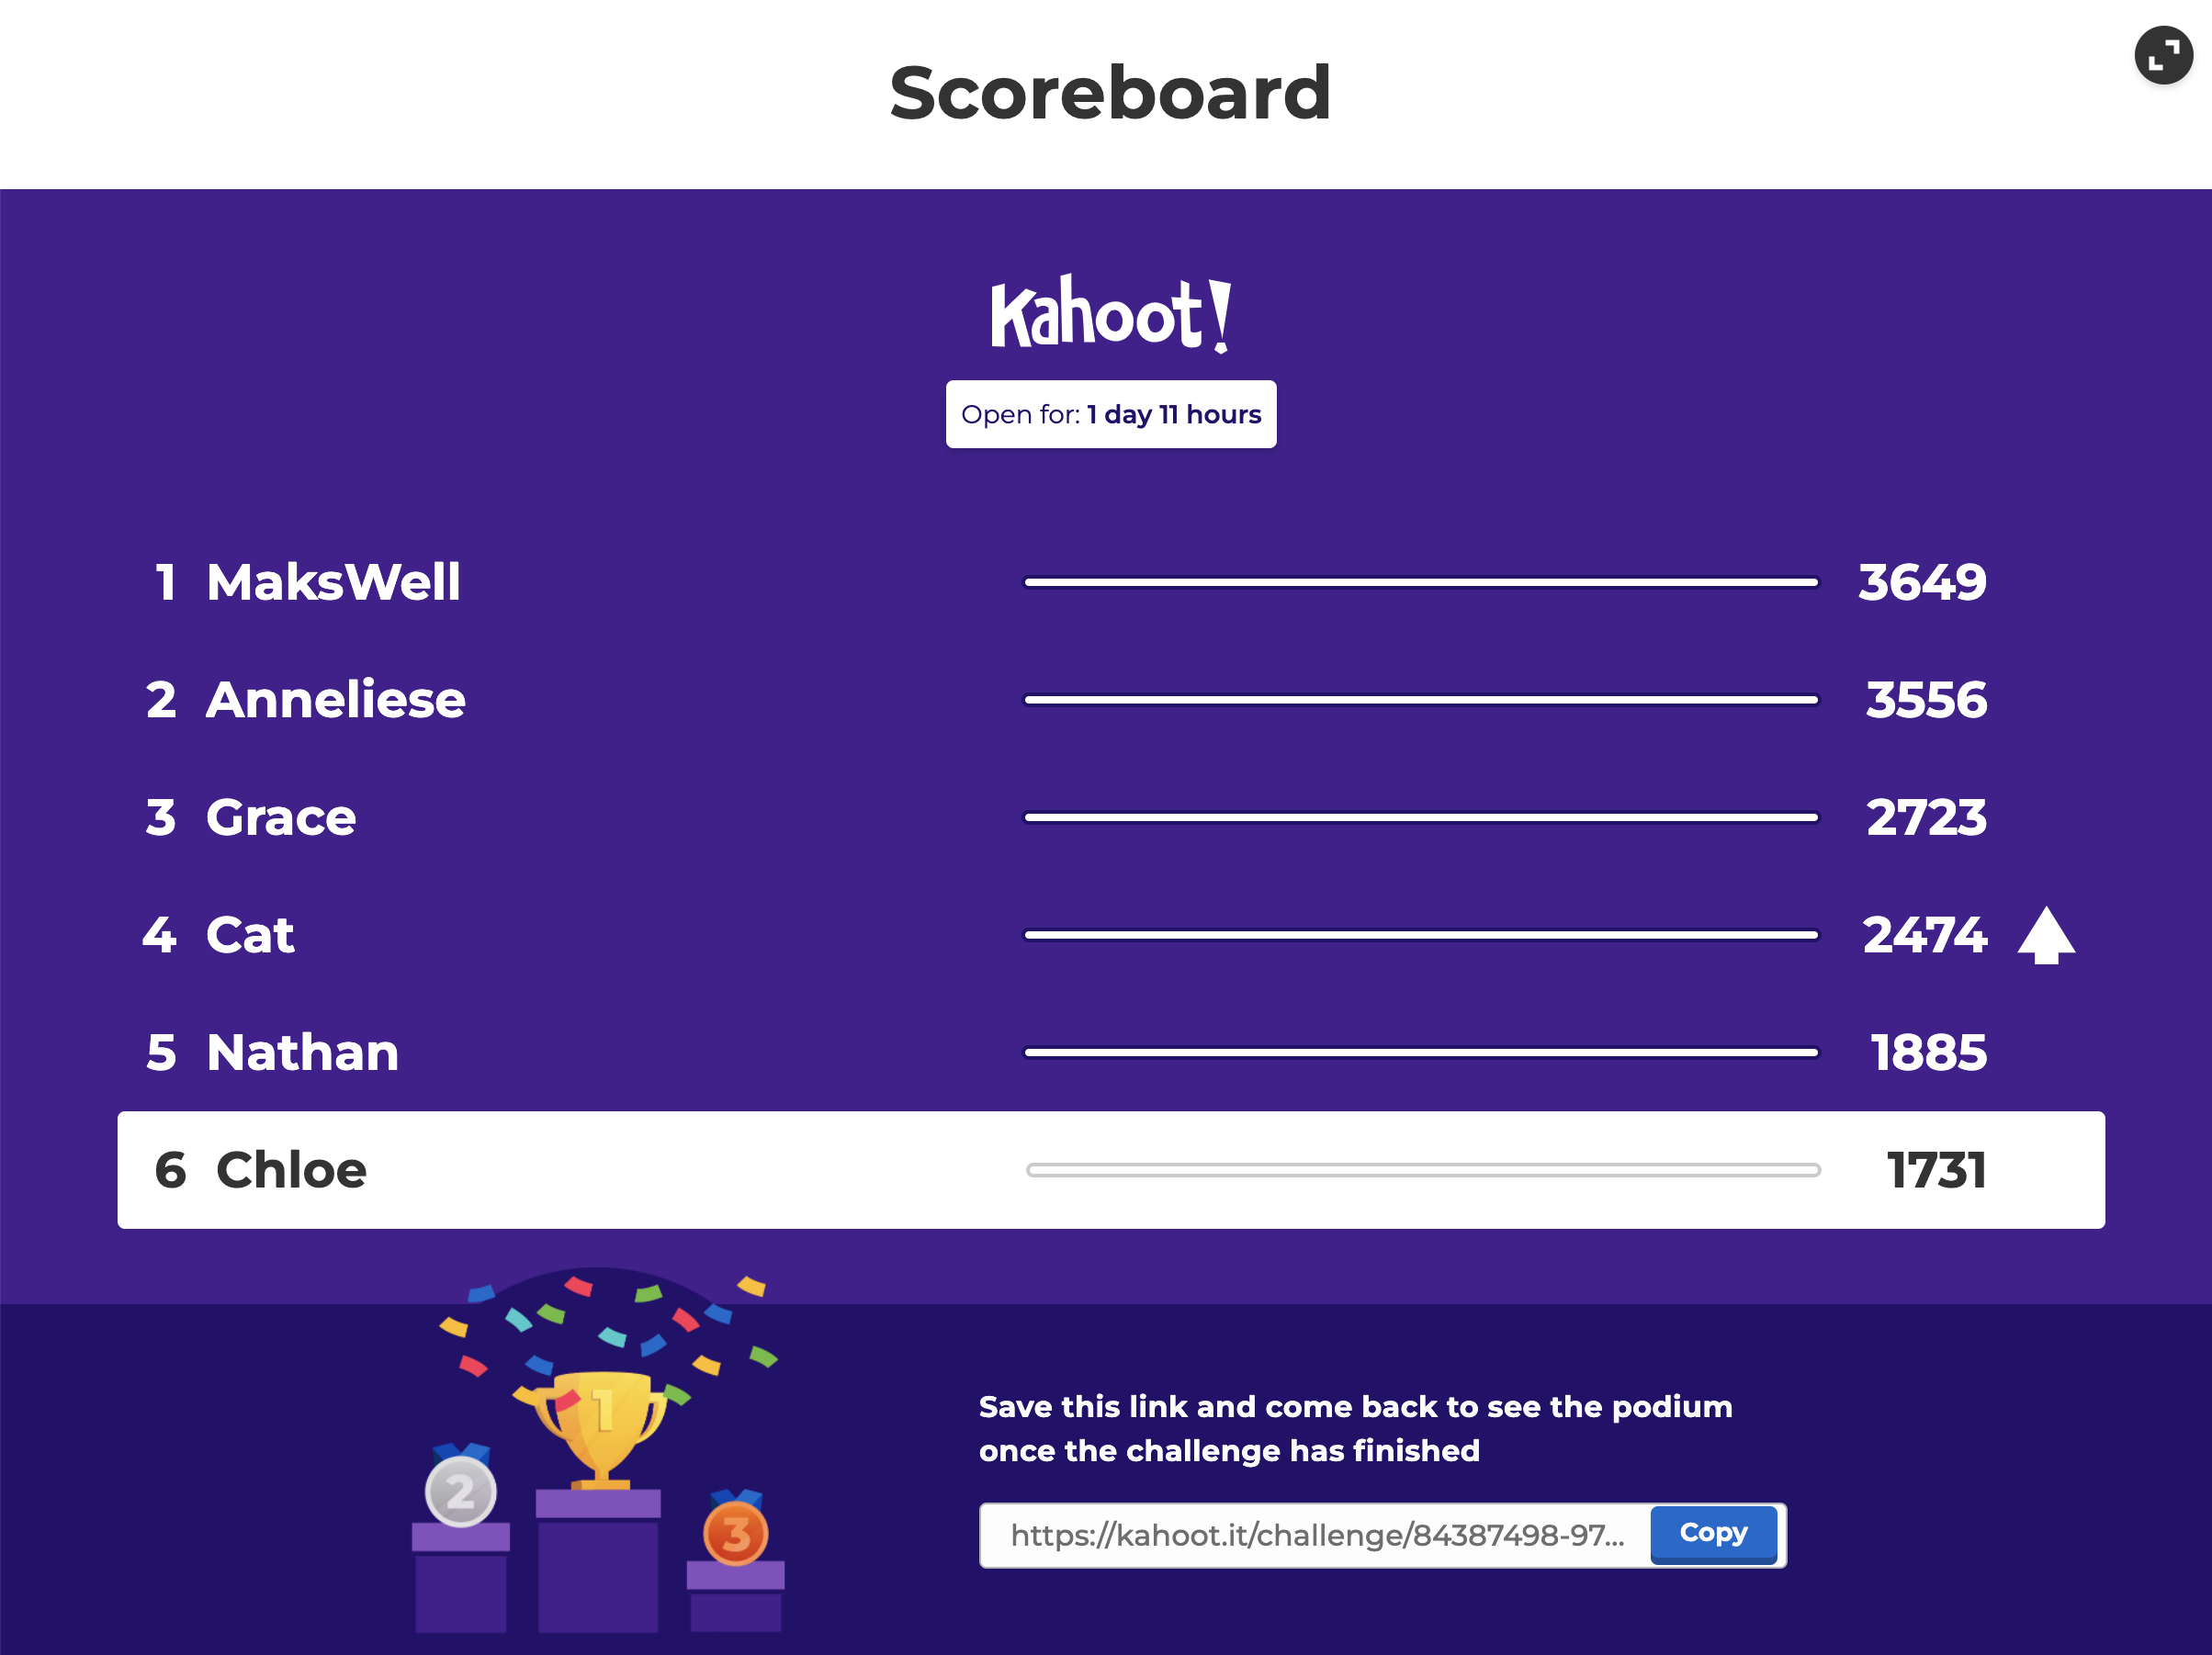 Scoreboard
Kahoot!
Open for: 1 day 11 hours
1 MaksWell 3649
2 Anneliese 3556
3 Grace 2723
4 Cat 2474
5 Nathan 1885
6 Chloe 1731
1
2
3
Save this link and come back to see the podium
once the challenge has finished
https://kahoot.it/challenge/84387498-97... Copy